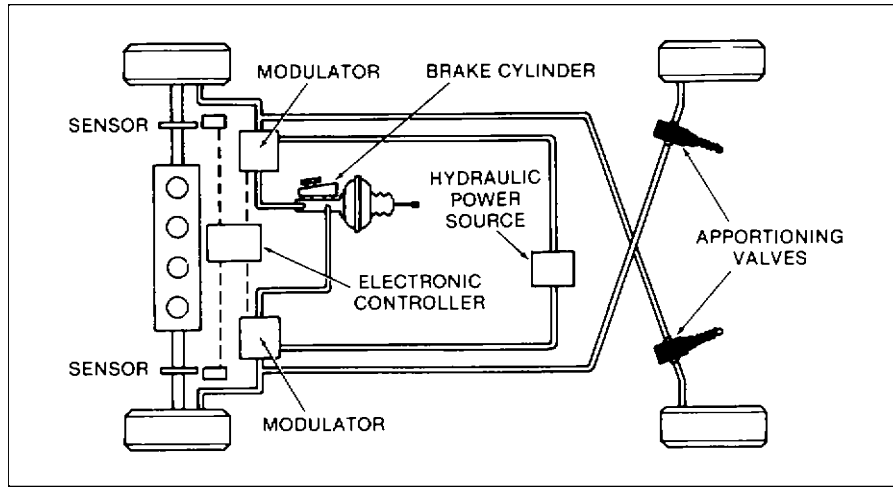 MODULATOR
BRAKE CYLINDER
SENSOR
HYDRAULIC
POWER
SOURCE
APPORTIONING
VALVES
ELECTRONIC
CONTROLLER
SENSOR
MODULATOR